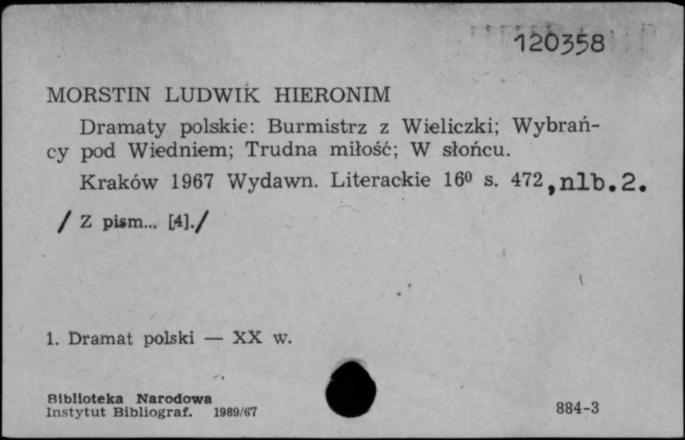 120358
MORSTIN LUDWIK HIERONIM
Dramaty polskie: Burmistrz z Wieliczki; Wybrań-
cy pod Wiedniem; Trudna miłość; W słońcu.
Kraków 1967 Wydawn. Literackie 16⁰ s. 472,nlb.2.
/ Z pism... [4]./
1. Dramat polski — XX w.
Biblioteka Narodowa
Instytut Bibliograf. 1989/67
884-3